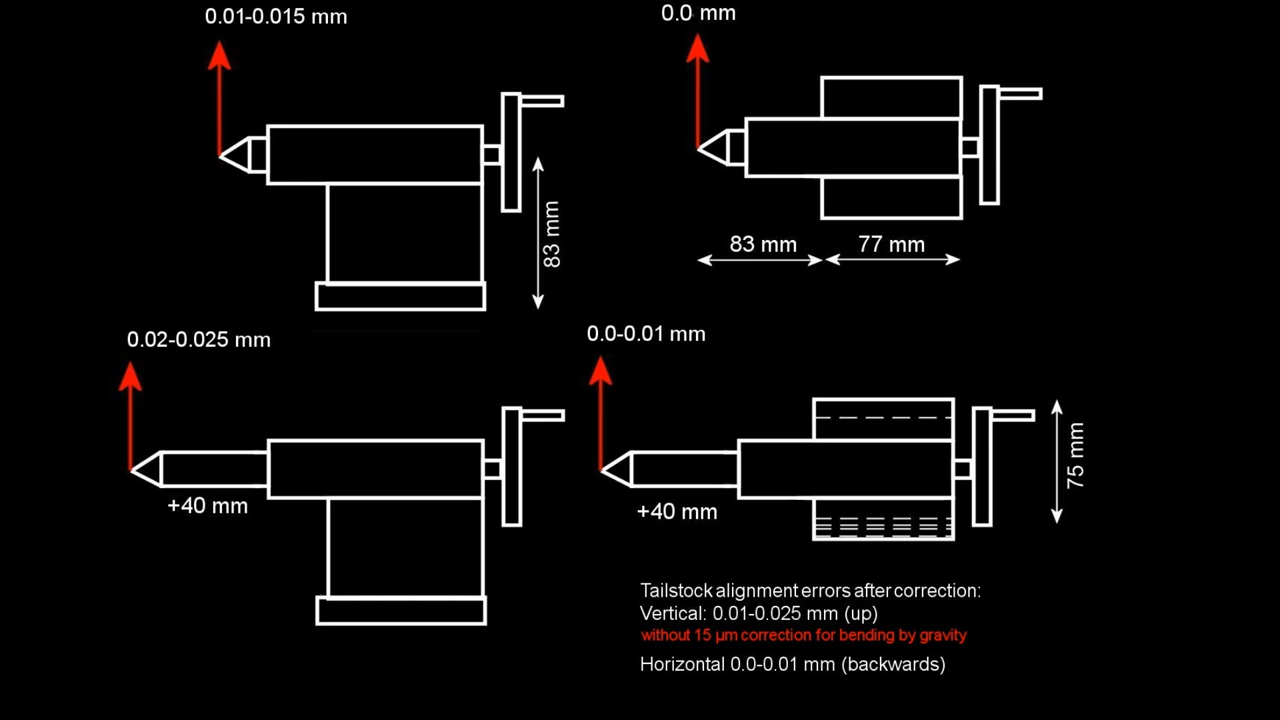 0.01-0.015 mm
0.0 mm
83 mm
83 mm
77 mm
0.02-0.025 mm
0.0-0.01 mm
+40 mm
+40 mm
75 mm
Tailstock alignment errors after correction:
Vertical: 0.01-0.025 mm (up)
without 15 µm correction for bending by gravity
Horizontal 0.0-0.01 mm (backwards)